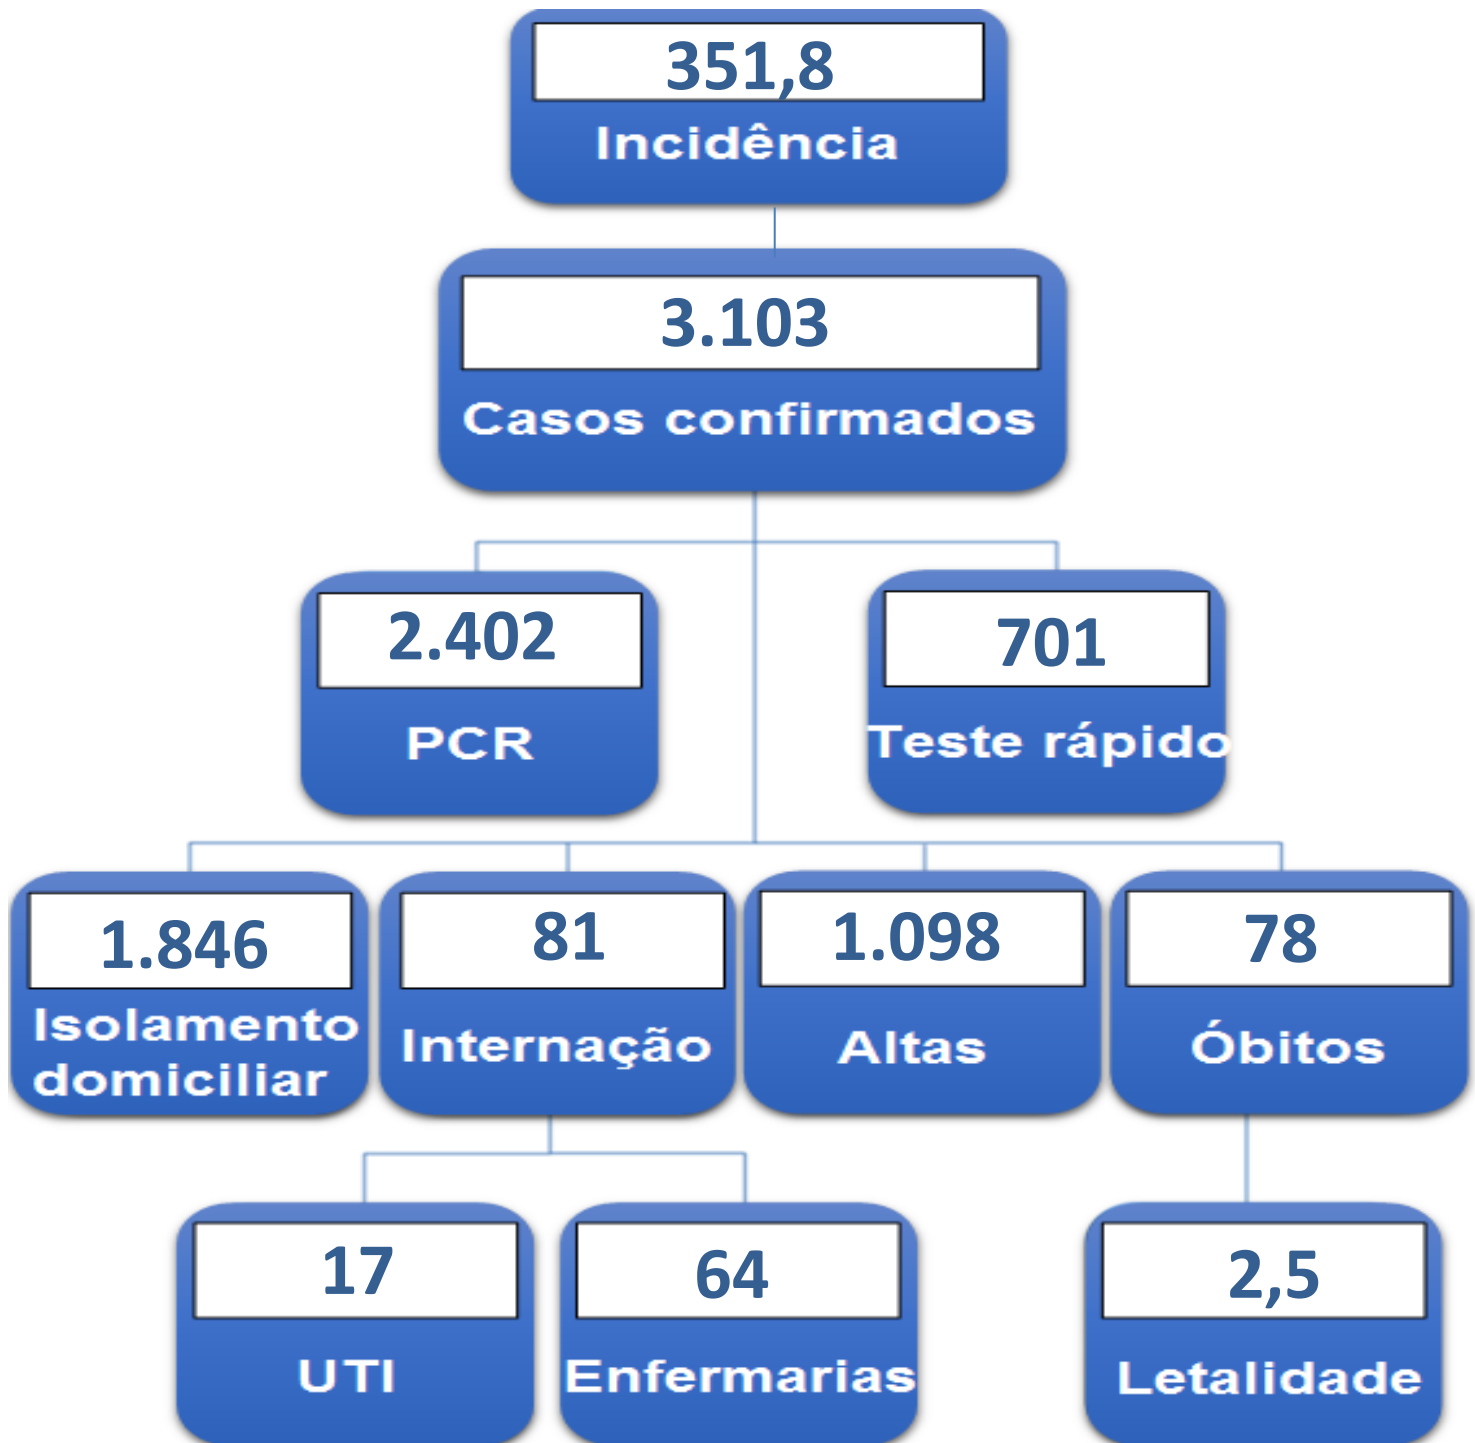 351,8
Incidência
3.103
Casos confirmados
2.402
PCR
701
Teste rápido
1.846
Isolamento
domiciliar
81
Internação
1.098
Altas
78
Óbitos
17
UTI
64
Enfermarias
2,5
Letalidade